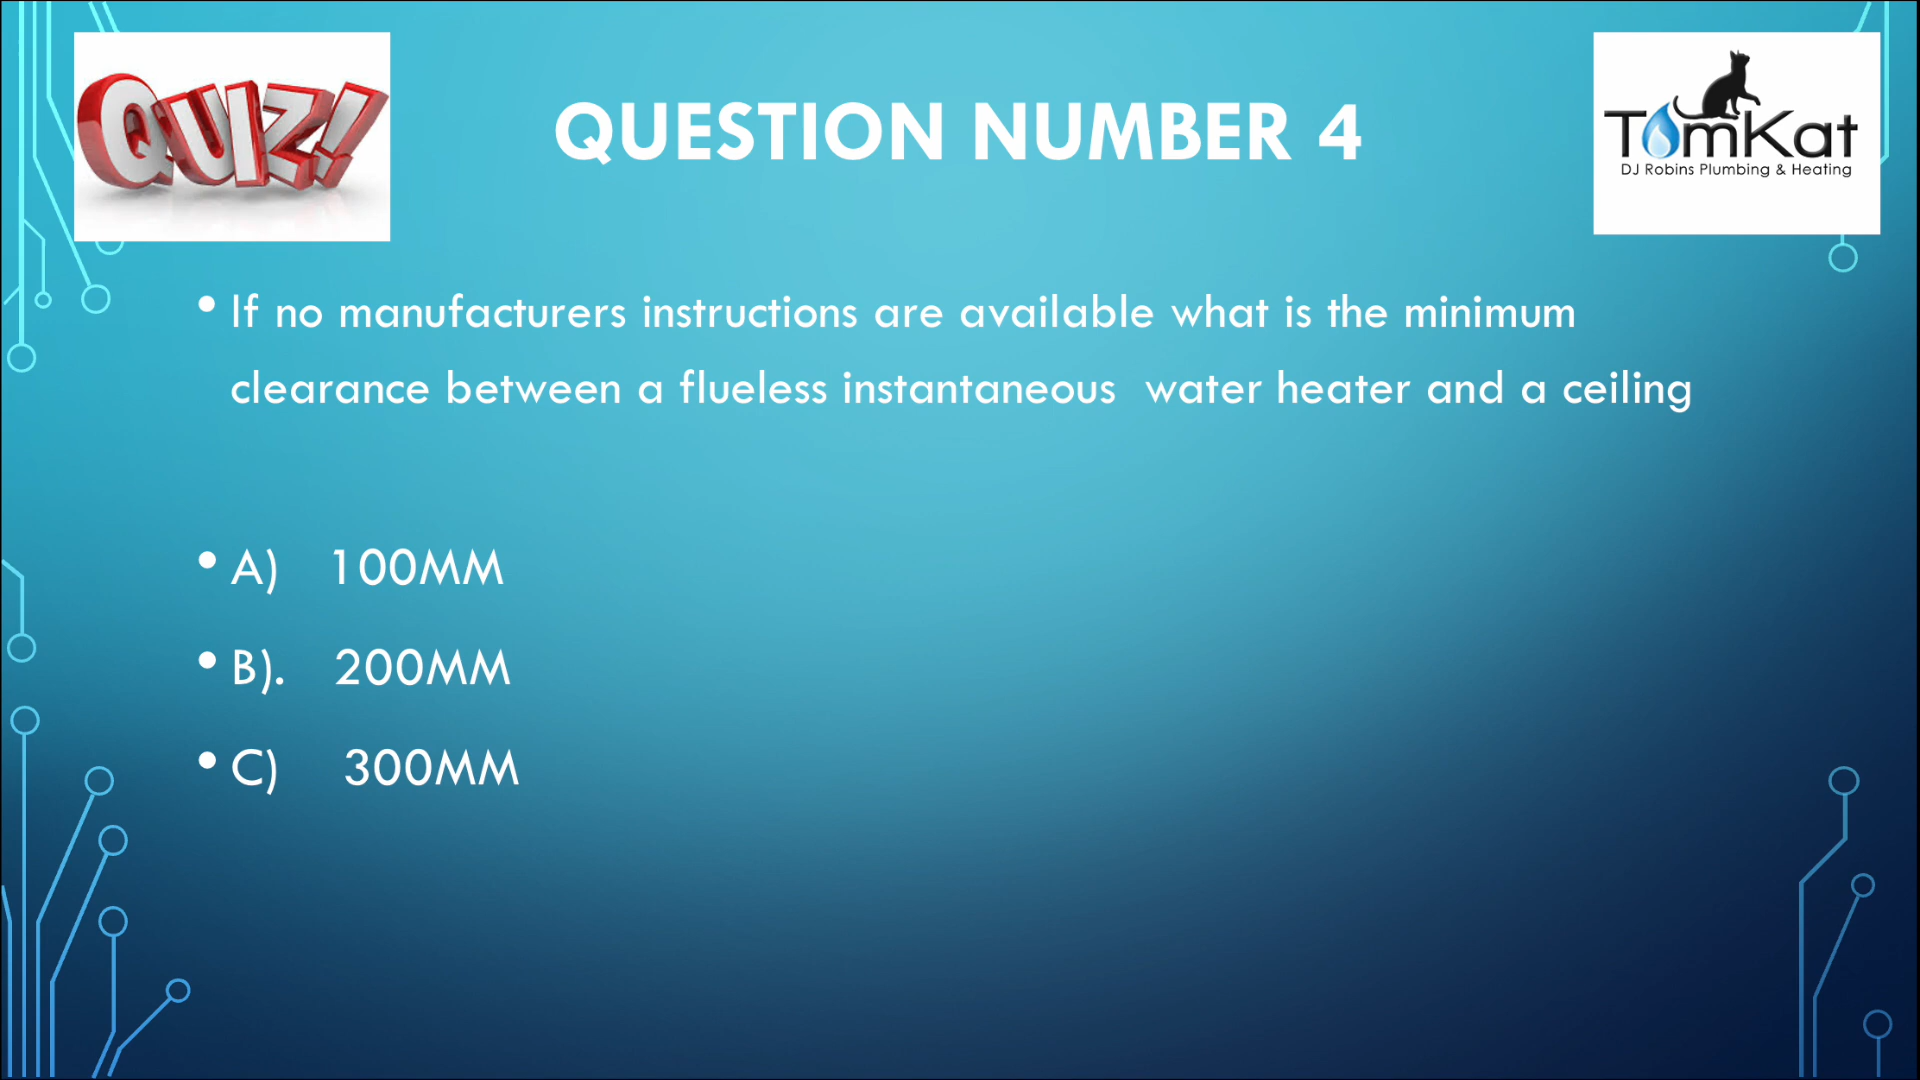 QUIZ!
QUESTION NUMBER 4
TomKat
DJ Robins Plumbing & Heating
• If no manufacturers instructions are available what is the minimum
clearance between a flueless instantaneous  water heater and a ceiling
• A)   100MM
• B).   200MM
• C)    300MM